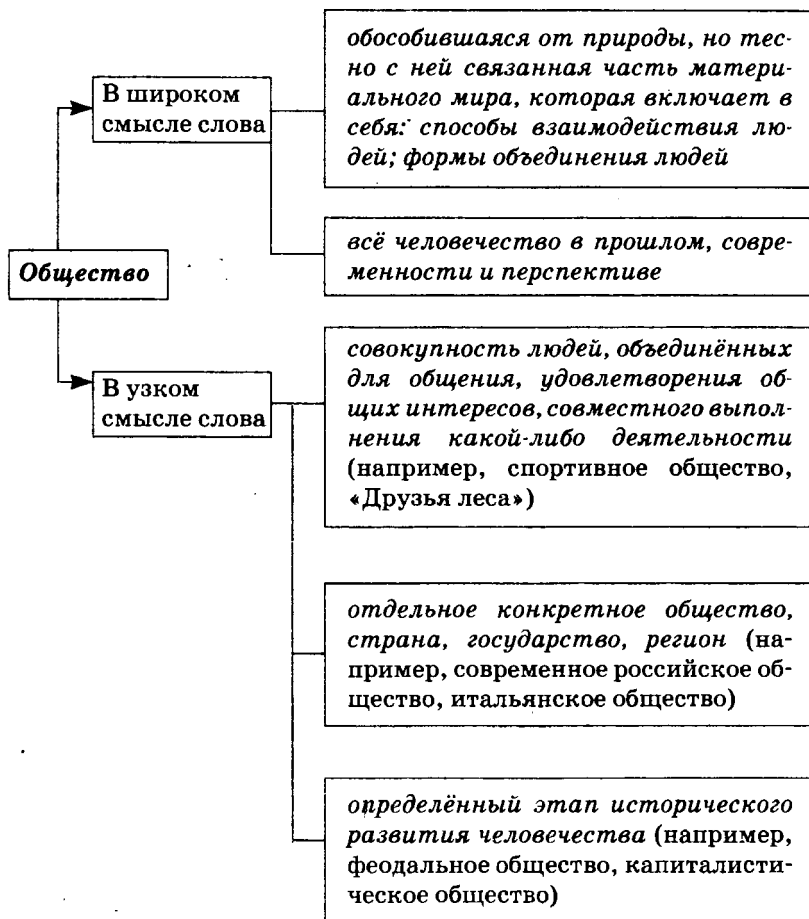 обособившаяся от природы, но тес-
но с ней связанная часть матери-
ального мира, которая включает в
себя: способы взаимодействия лю-
дей; формы объединения людей
В широком
смысле слова
всё человечество в прошлом, совре-
менности и перспективе
Общество
совокупность людей, объединённых
для общения, удовлетворения об-
щих интересов, совместного выпол-
нения какой-либо деятельности
(например, спортивное общество,
«Друзья леса»)
В узком
смысле слова
отдельное конкретное общество,
страна, государство, регион (на-
пример, современное российское об-
щество, итальянское общество)
определённый этап исторического
развития человечества (например,
феодальное общество, капиталисти-
ческое общество)